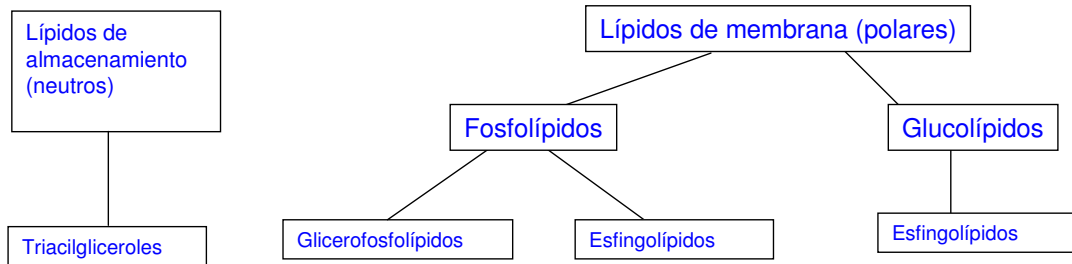 Lípidos de
almacenamiento
(neutros)
Lípidos de membrana (polares)
Fosfolípidos
Glucolípidos
Triacilgliceroles
Glicerofosfolípidos
Esfingolípidos
Esfingolípidos